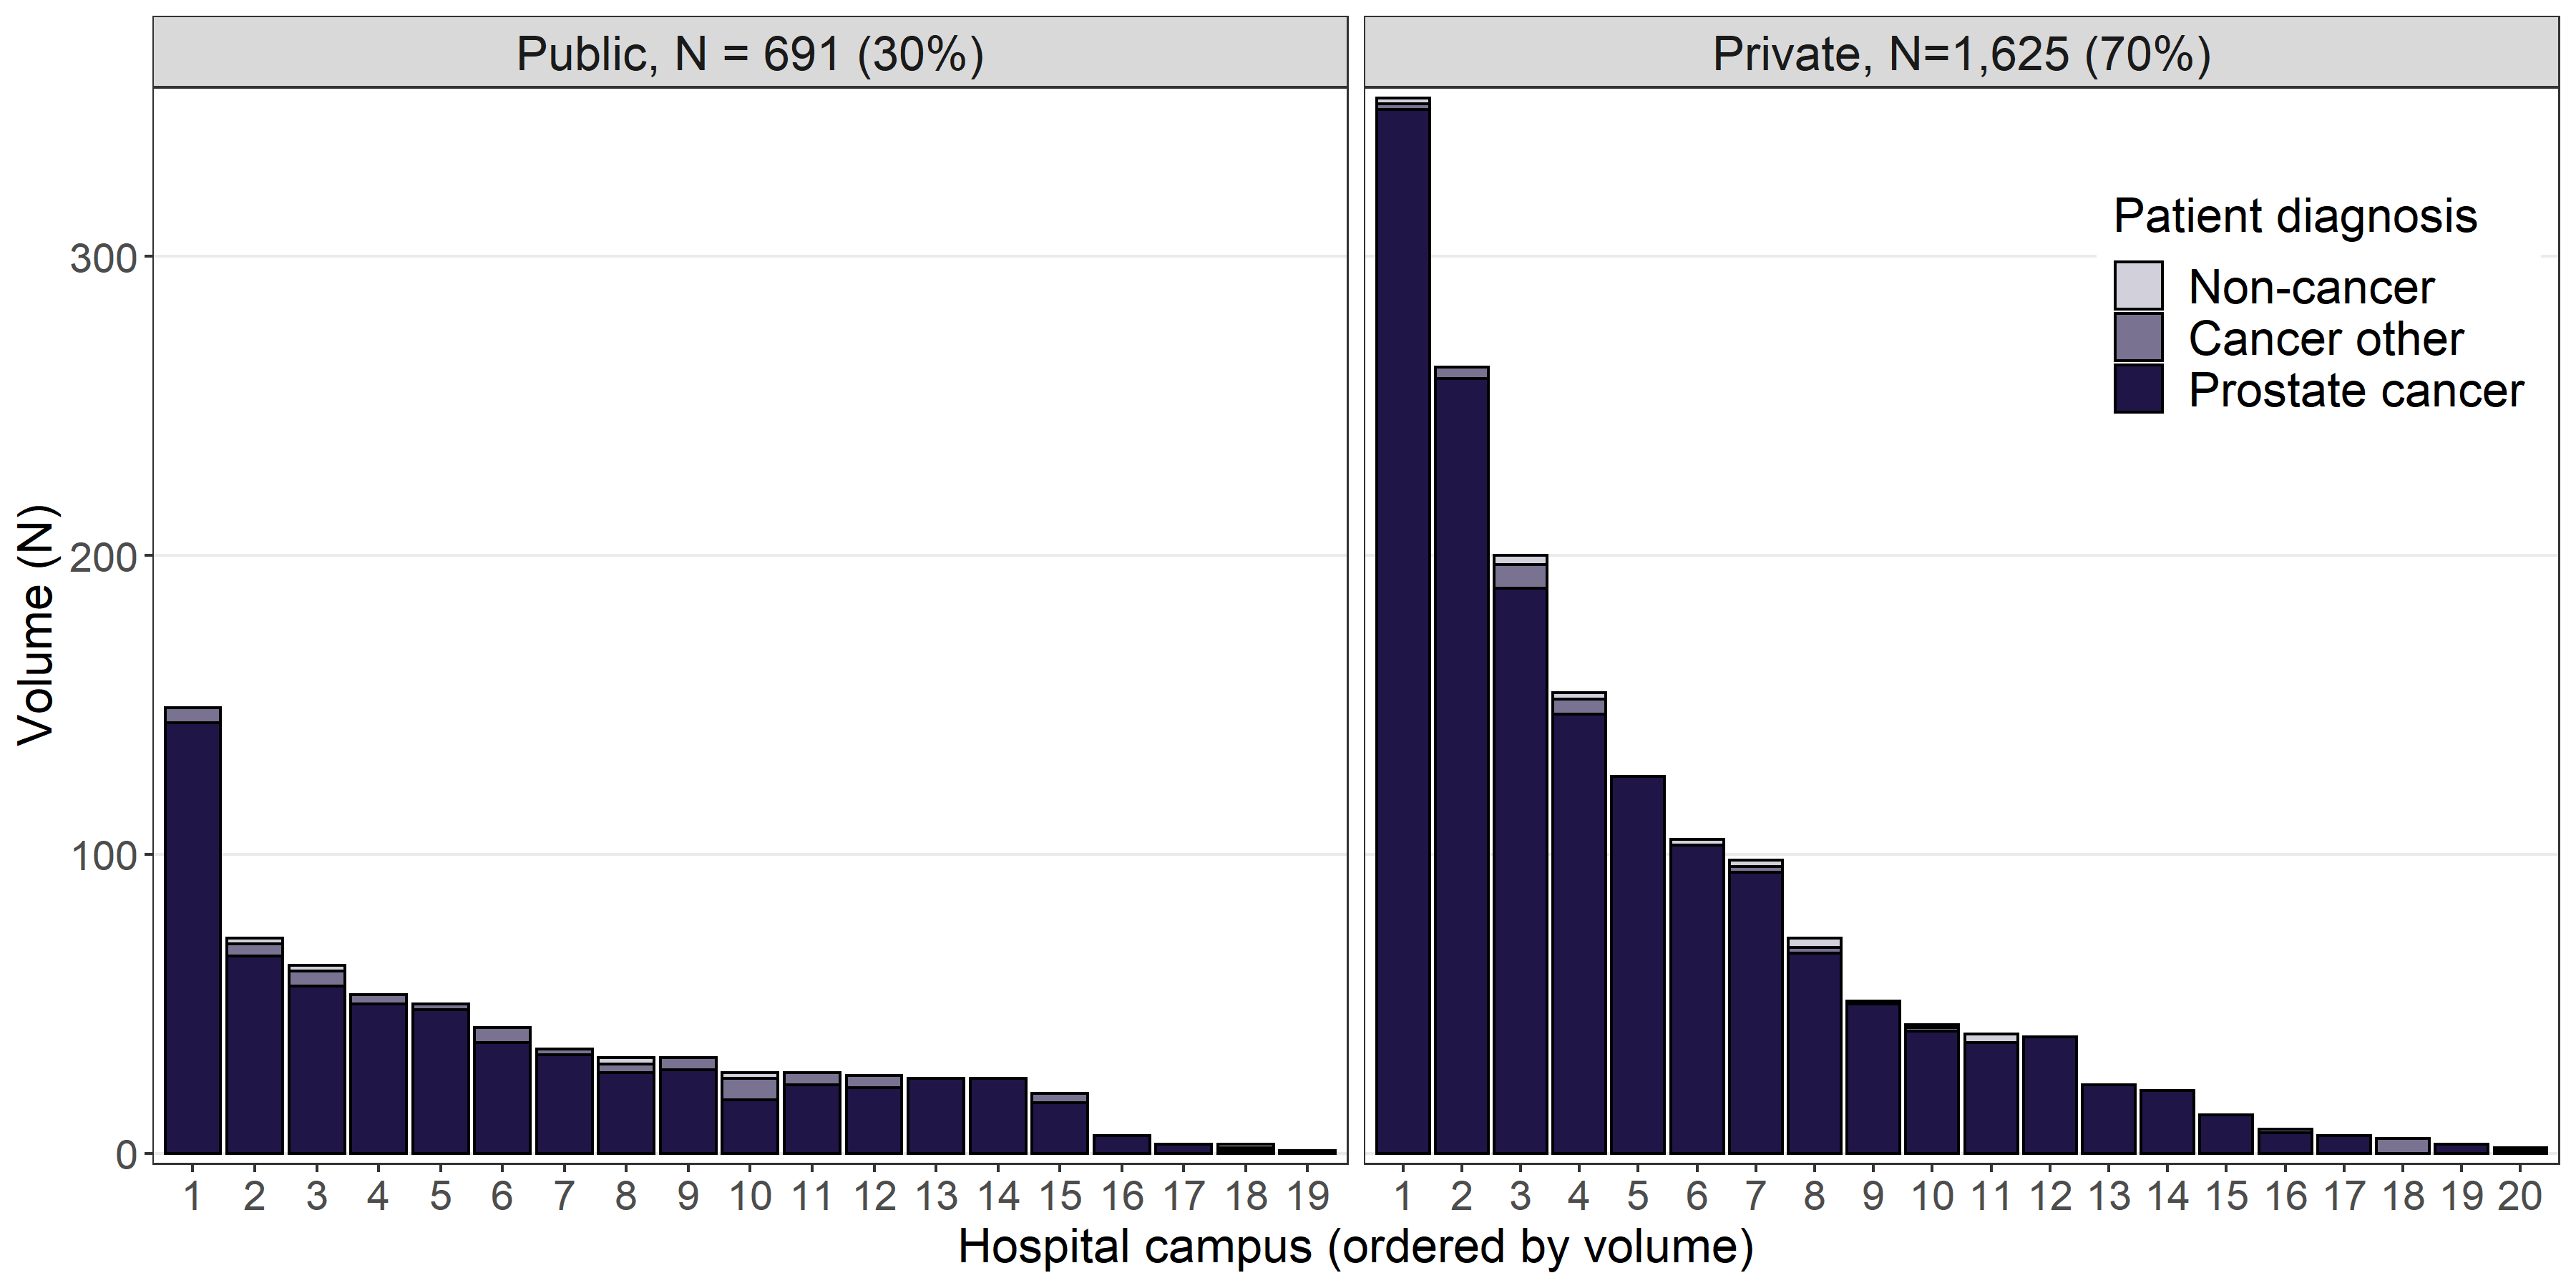 Public, N = 691 (30%)
Private, N=1,625 (70%)
Patient diagnosis
Non-cancer
Cancer other
Prostate cancer
Volume (N)
300
200
100
0
1 2 3 4 5 6 7 8 9 10 11 12 13 14 15 16 17 18 19
1 2 3 4 5 6 7 8 9 10 11 12 13 14 15 16 17 18 19 20
Hospital campus (ordered by volume)